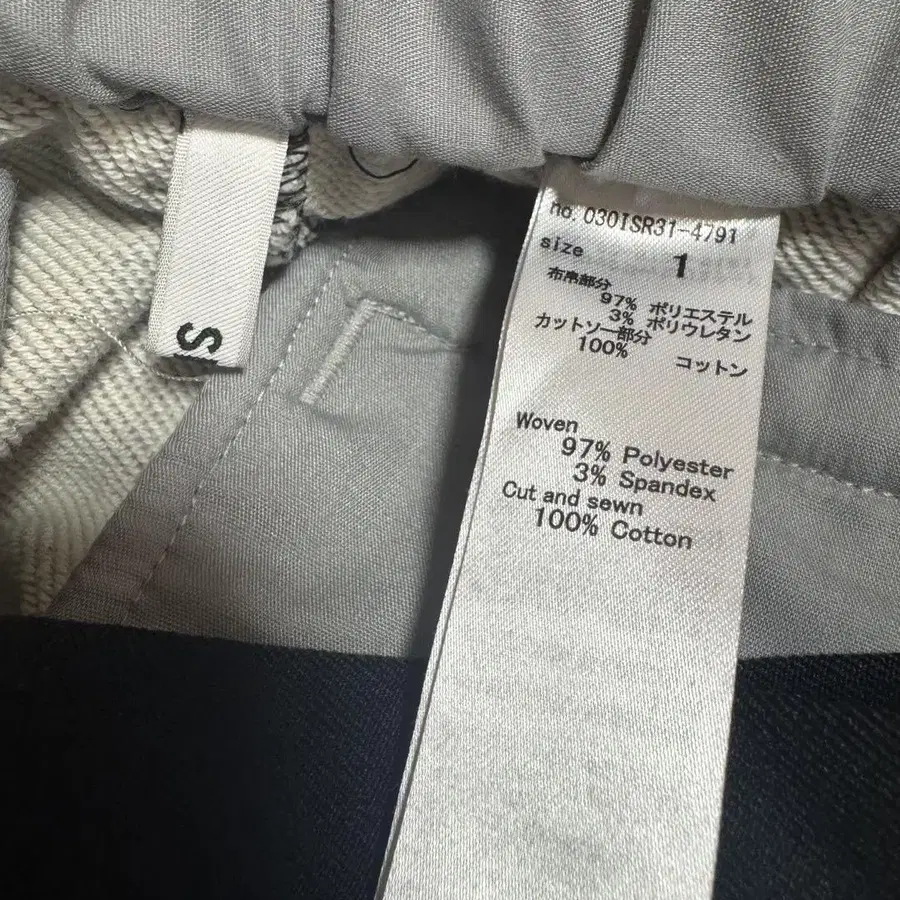 no. 030ISR31-4791
size 1
布帛部分
97% ポリエステル
3% ポリウレタン
カットソー部分
100% コットン
Woven
97% Polyester
3% Spandex
Cut and sewn
100% Cotton